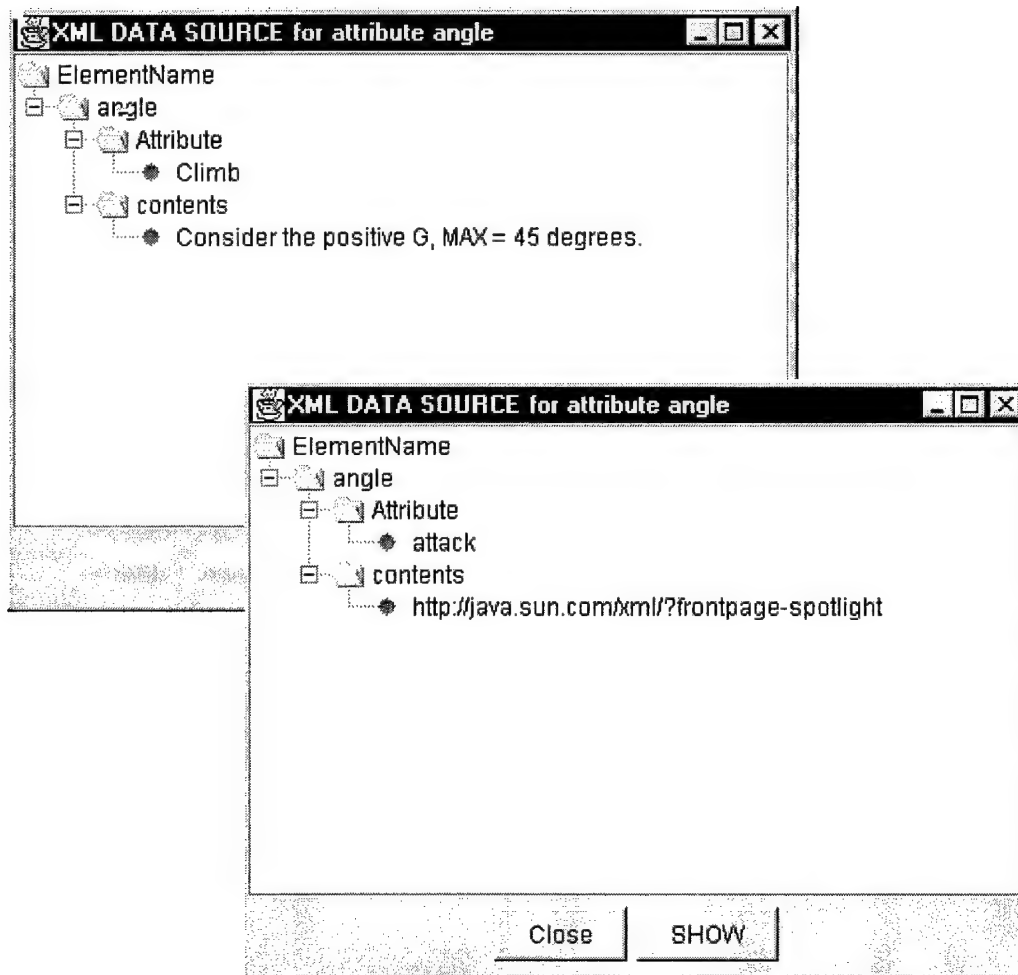 XML DATA SOURCE for attribute angle
ElementName
angle
Attribute
Climb
contents
Consider the positive G, MAX = 45 degrees.
XML DATA SOURCE for attribute angle
ElementName
angle
Attribute
attack
contents
http://java.sun.com/xml/?frontpage-spotlight
Close SHOW